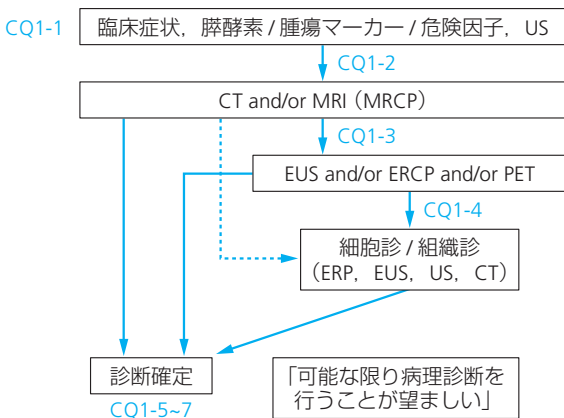 CQ1-1
臨床症状，膵酵素 / 腫瘍マーカー / 危険因子，US
CQ1-2
CT and/or MRI（MRCP）
CQ1-3
EUS and/or ERCP and/or PET
CQ1-4
細胞診 / 組織診
（ERP，EUS，US，CT）
診断確定
CQ1-5~7
「可能な限り病理診断を
行うことが望ましい」